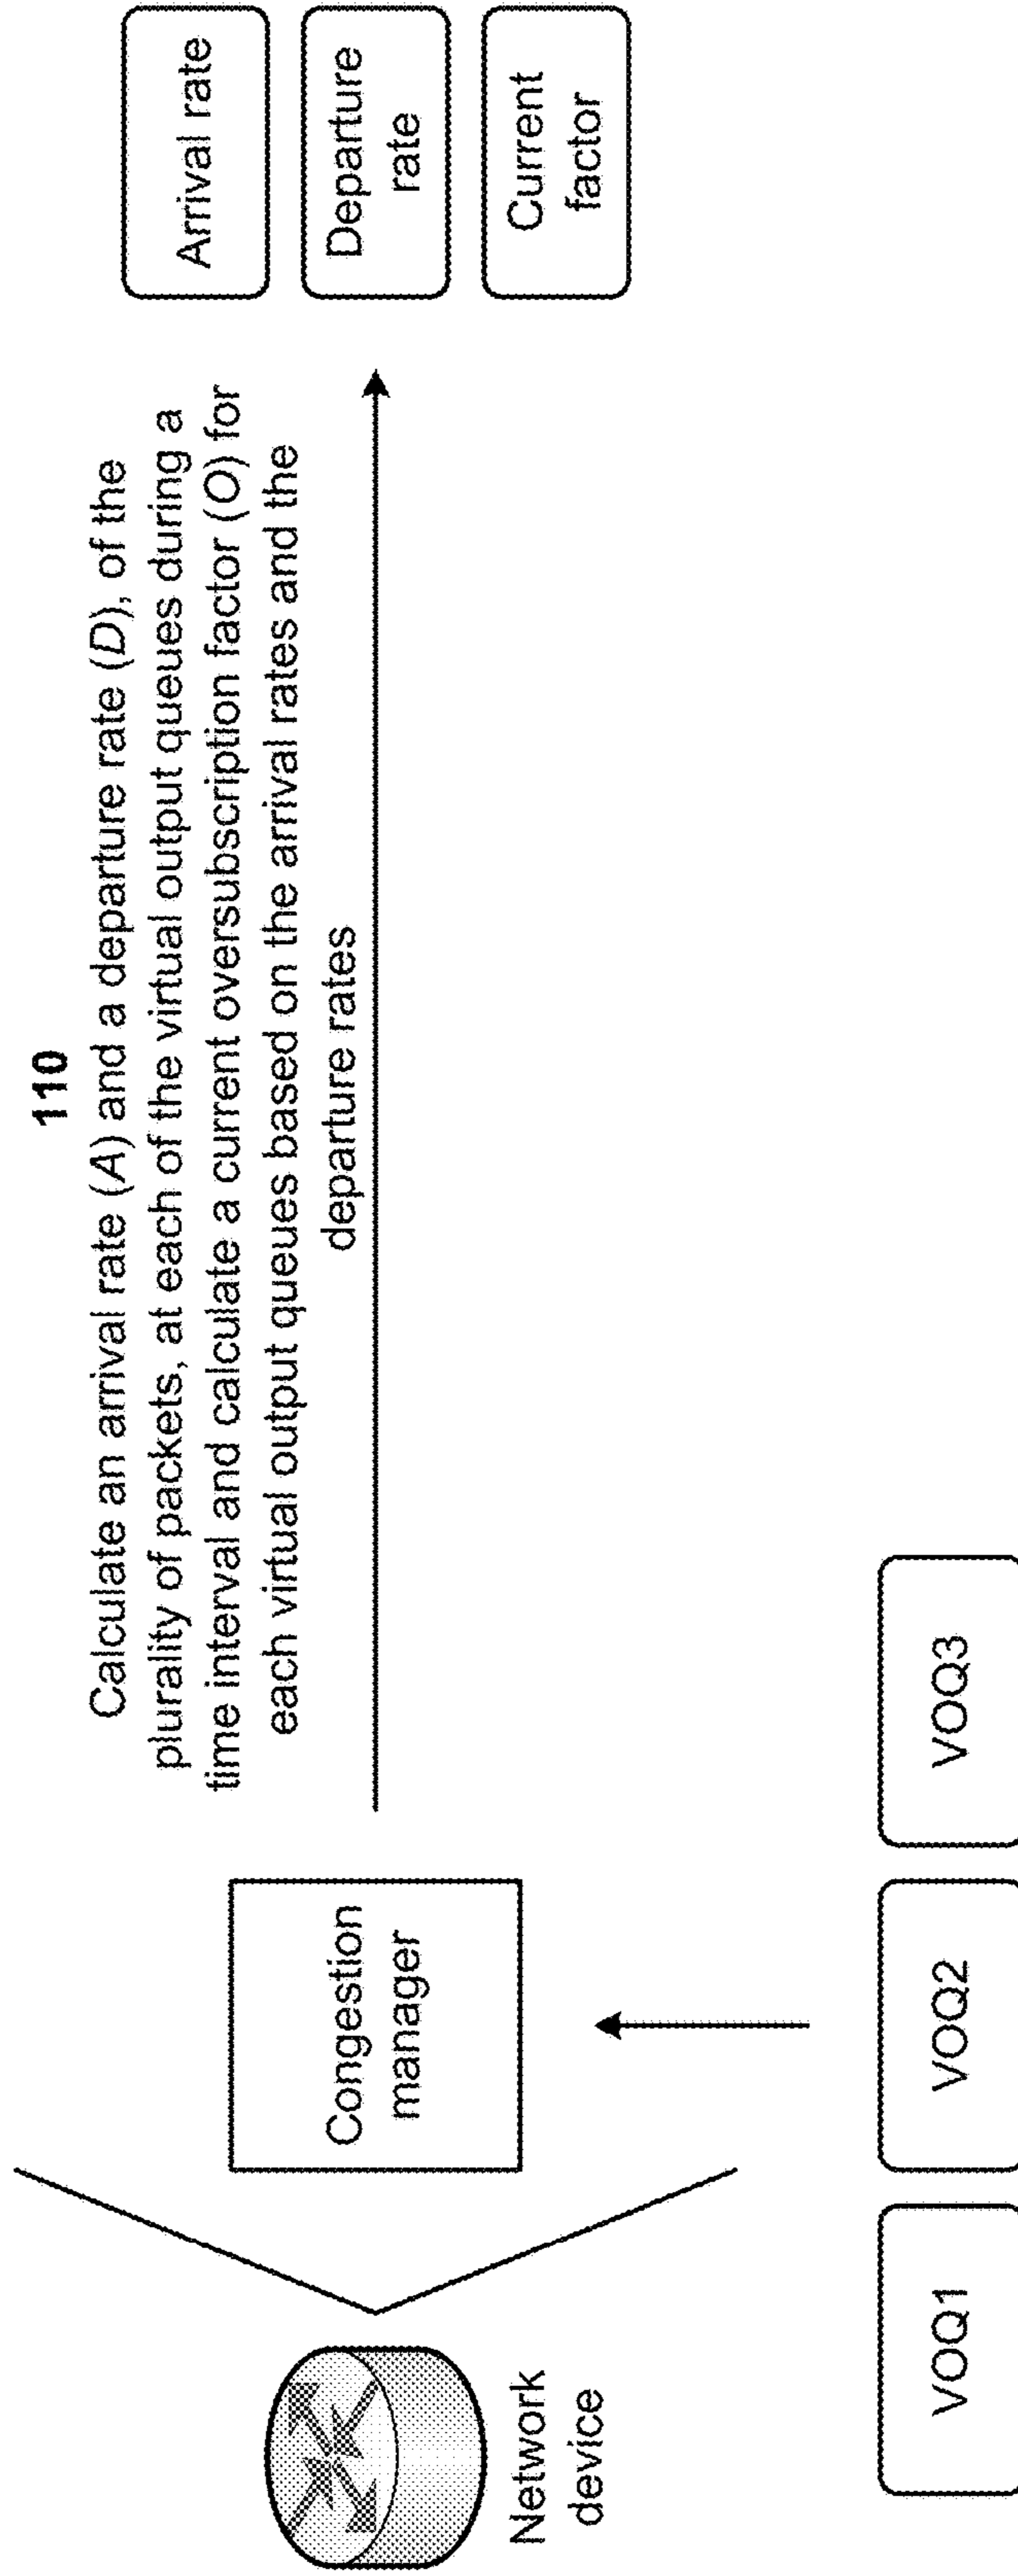 110
Calculate an arrival rate (A) and a departure rate (D), of the
plurality of packets, at each of the virtual output queues during a
time interval and calculate a current oversubscription factor (O) for
each virtual output queues based on the arrival rates and the
departure rates
Network
device
Congestion
manager
Arrival rate
Departure
rate
Current
factor
VOQ1
VOQ2
VOQ3